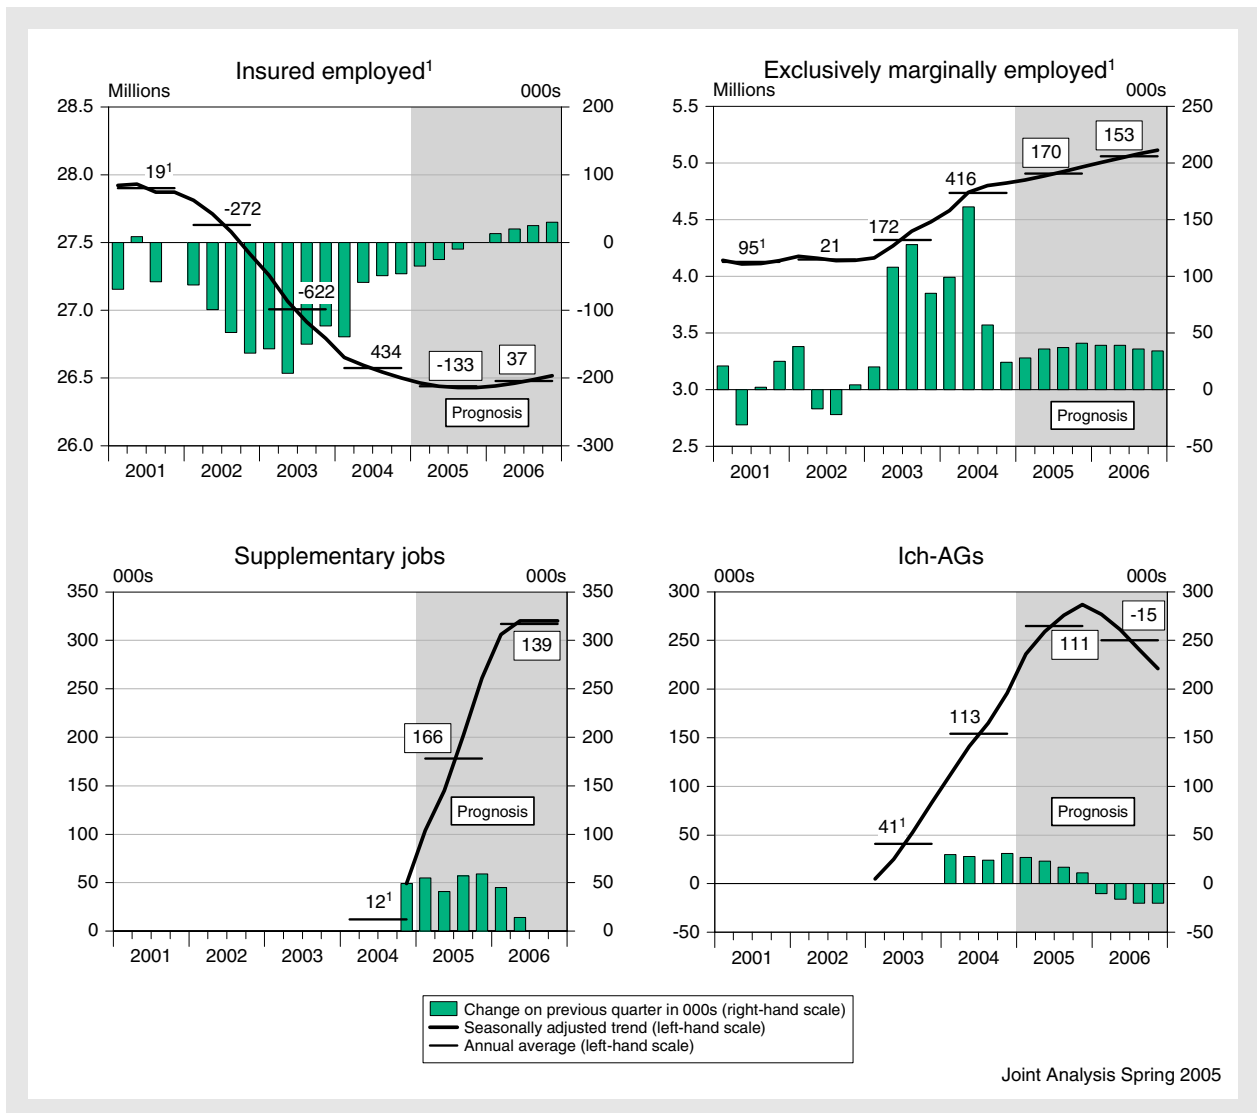 Insured employed¹
Millions 000s
28.5 200
28.0 100
27.5 0
27.0 -100
26.5 -200
26.0 -300
19¹
-272
-622
434
-133
37
Prognosis
2001 2002 2003 2004 2005 2006
Exclusively marginally employed¹
Millions 000s
5.5 250
5.0 200
4.5 150
4.0 100
3.5 50
3.0 0
2.5 -50
95¹
21
172
416
170
153
Prognosis
2001 2002 2003 2004 2005 2006
Supplementary jobs
000s 000s
350 350
300 300
250 250
200 200
150 150
100 100
50 50
0 0
12¹
166
139
Prognosis
2001 2002 2003 2004 2005 2006
Ich-AGs
000s 000s
300 300
250 250
200 200
150 150
100 100
50 50
0 0
-50 -50
41¹
113
111
-15
Prognosis
2001 2002 2003 2004 2005 2006
Change on previous quarter in 000s (right-hand scale)
Seasonally adjusted trend (left-hand scale)
Annual average (left-hand scale)
Joint Analysis Spring 2005